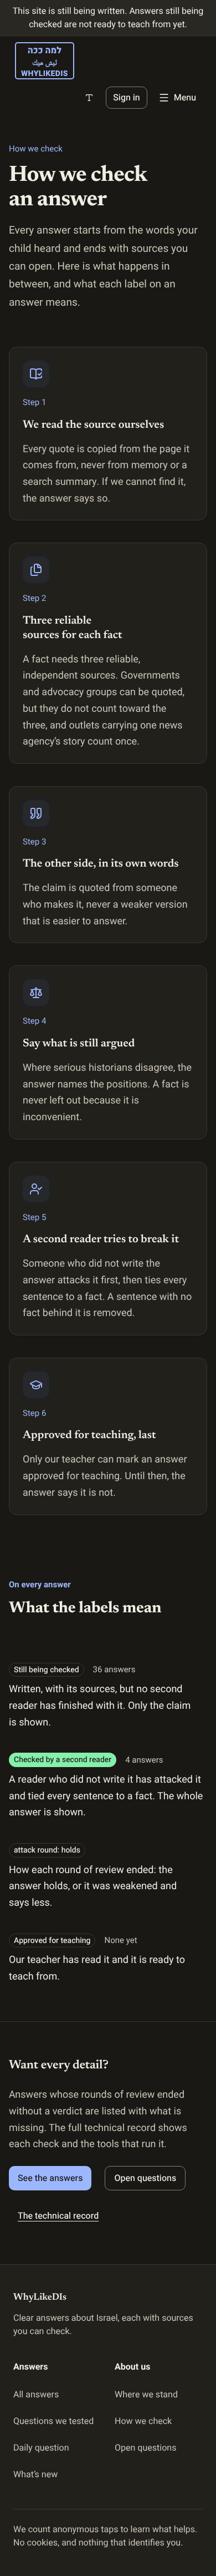 This site is still being written. Answers still being
checked are not ready to teach from yet.
למה ככה
ليش هيك
WHYLIKEDIS
Sign in
Menu
How we check
How we check
an answer
Every answer starts from the words your
child heard and ends with sources you
can open. Here is what happens in
between, and what each label on an
answer means.
Step 1
We read the source ourselves
Every quote is copied from the page it
comes from, never from memory or a
search summary. If we cannot find it,
the answer says so.
Step 2
Three reliable
sources for each fact
A fact needs three reliable,
independent sources. Governments
and advocacy groups can be quoted,
but they do not count toward the
three, and outlets carrying one news
agency's story count once.
Step 3
The other side, in its own words
The claim is quoted from someone
who makes it, never a weaker version
that is easier to answer.
Step 4
Say what is still argued
Where serious historians disagree, the
answer names the positions. A fact is
never left out because it is
inconvenient.
Step 5
A second reader tries to break it
Someone who did not write the
answer attacks it first, then ties every
sentence to a fact. A sentence with no
fact behind it is removed.
Step 6
Approved for teaching, last
Only our teacher can mark an answer
approved for teaching. Until then, the
answer says it is not.
On every answer
What the labels mean
Still being checked 36 answers
Written, with its sources, but no second
reader has finished with it. Only the claim
is shown.
Checked by a second reader 4 answers
A reader who did not write it has attacked it
and tied every sentence to a fact. The whole
answer is shown.
attack round: holds
How each round of review ended: the
answer holds, or it was weakened and
says less.
Approved for teaching None yet
Our teacher has read it and it is ready to
teach from.
Want every detail?
Answers whose rounds of review ended
without a verdict are listed with what is
missing. The full technical record shows
each check and the tools that run it.
See the answers
Open questions
The technical record
WhyLikeDIs
Clear answers about Israel, each with sources
you can check.
Answers
All answers
Questions we tested
Daily question
What's new
About us
Where we stand
How we check
Open questions
We count anonymous taps to learn what helps.
No cookies, and nothing that identifies you.